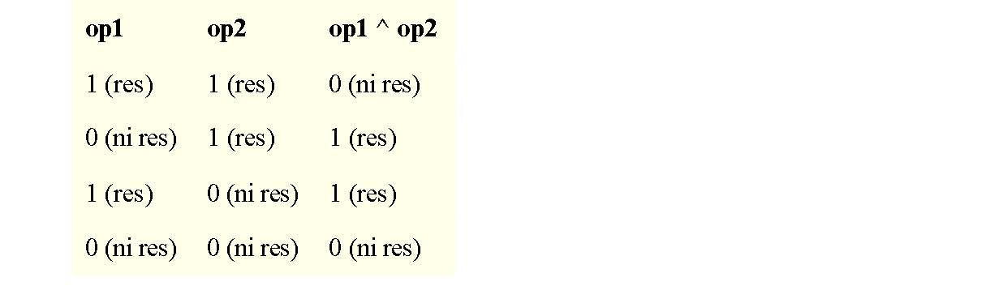 op1 op2 op1 ^ op2
1 (res) 1 (res) 0 (ni res)
0 (ni res) 1 (res) 1 (res)
1 (res) 0 (ni res) 1 (res)
0 (ni res) 0 (ni res) 0 (ni res)